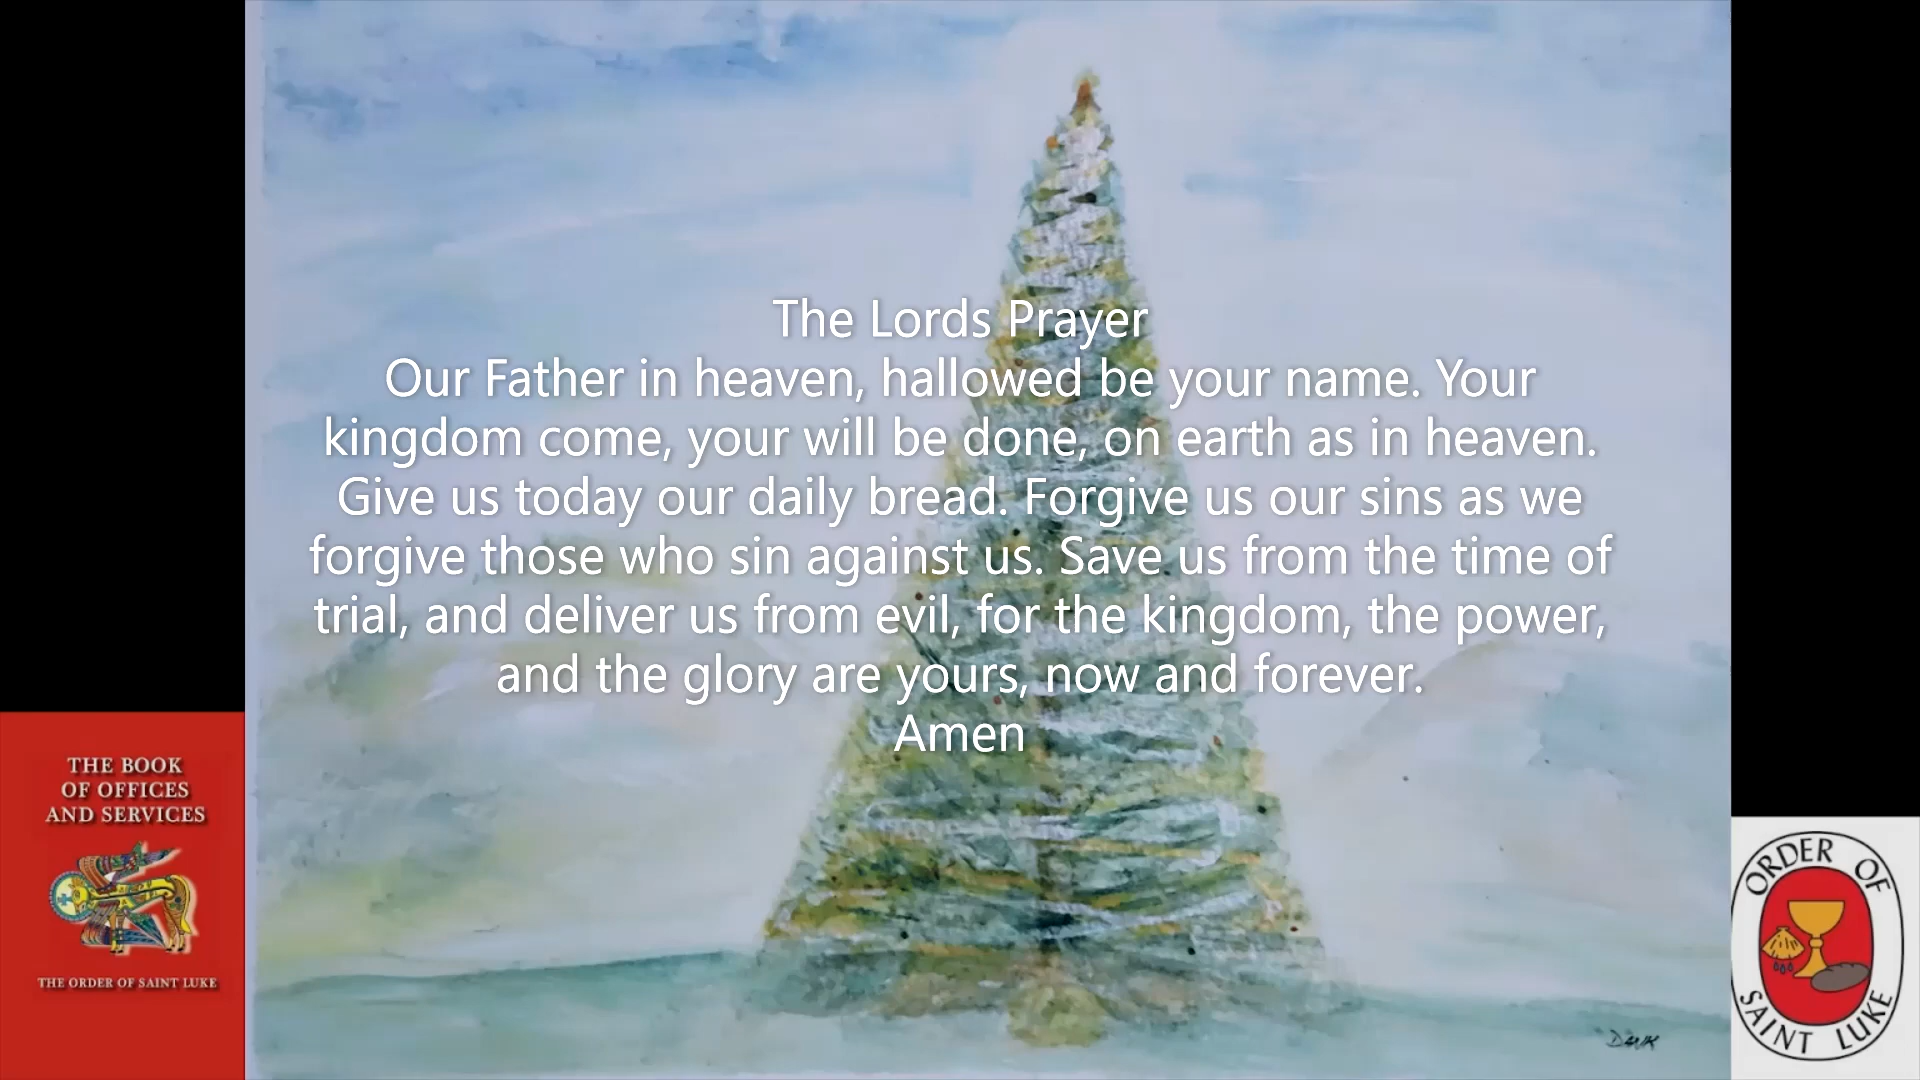 The Lords Prayer
Our Father in heaven, hallowed be your name. Your
kingdom come, your will be done, on earth as in heaven.
Give us today our daily bread. Forgive us our sins as we
forgive those who sin against us. Save us from the time of
trial, and deliver us from evil, for the kingdom, the power,
and the glory are yours, now and forever.
Amen
THE BOOK
OF OFFICES
AND SERVICES
THE ORDER OF SAINT LUKE
ORDER OF
SAINT LUKE